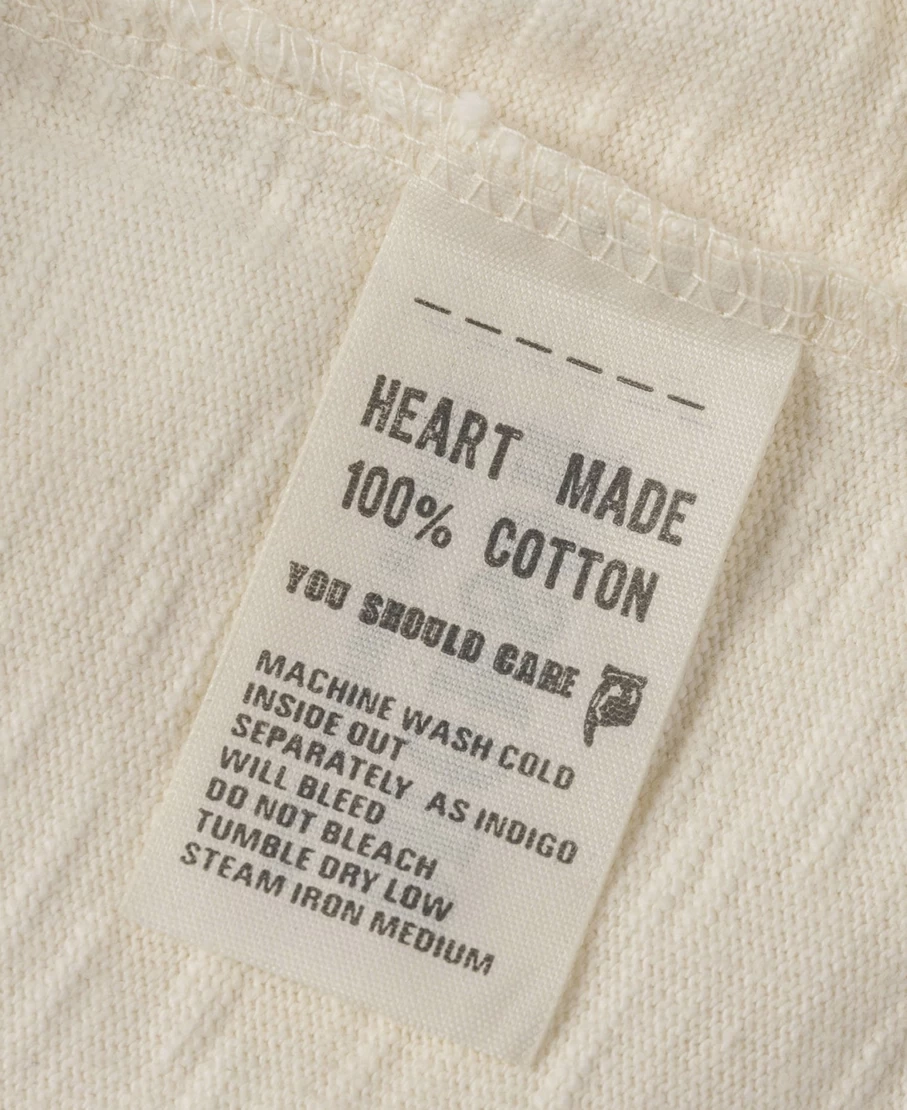 HEART MADE
100% COTTON
YOU SHOULD CARE
MACHINE WASH COLD
INSIDE OUT
SEPARATELY AS INDIGO
WILL BLEED
DO NOT BLEACH
TUMBLE DRY LOW
STEAM IRON MEDIUM